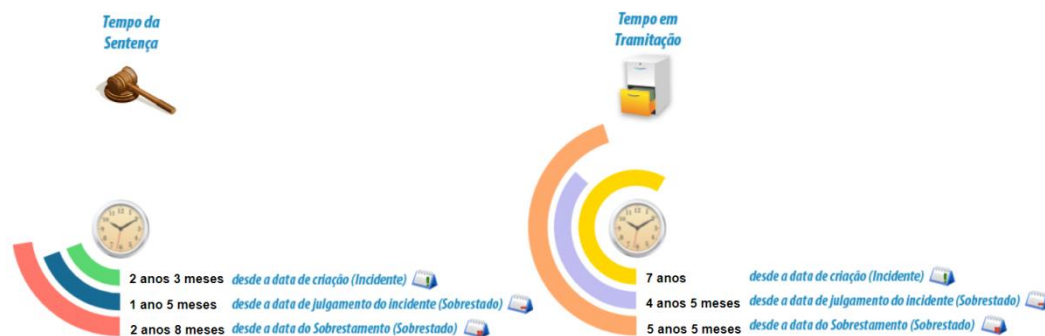 Tempo da
Sentença
2 anos 3 meses desde a data de criação (Incidente)
1 ano 5 meses desde a data de julgamento do incidente (Sobrestado)
2 anos 8 meses desde a data do Sobrestamento (Sobrestado)
Tempo em
Tramitação
7 anos desde a data de criação (Incidente)
4 anos 5 meses desde a data de julgamento do incidente (Sobrestado)
5 anos 5 meses desde a data do Sobrestamento (Sobrestado)